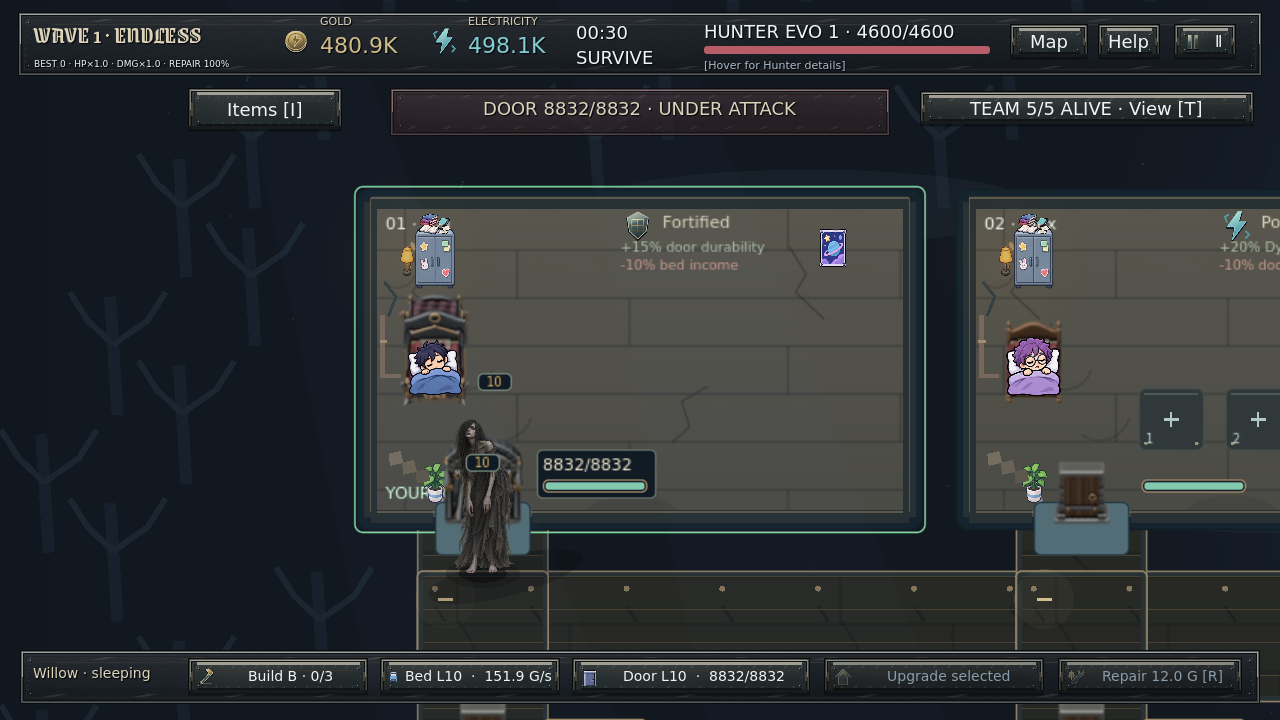 WAVE 1 · ENDLESS
BEST 0 · HP×1.0 · DMG×1.0 · REPAIR 100%
GOLD
480.9K
ELECTRICITY
498.1K
00:30
SURVIVE
HUNTER EVO 1 · 4600/4600
[Hover for Hunter details]
Map
Help
II
Items [I]
DOOR 8832/8832 · UNDER ATTACK
TEAM 5/5 ALIVE · View [T]
01 ·
Fortified
+15% door durability
-10% bed income
10
10
8832/8832
YOUR
02 ·
+
1
+
2
Willow · sleeping
Build B · 0/3
Bed L10 · 151.9 G/s
Door L10 · 8832/8832
Upgrade selected
Repair 12.0 G [R]